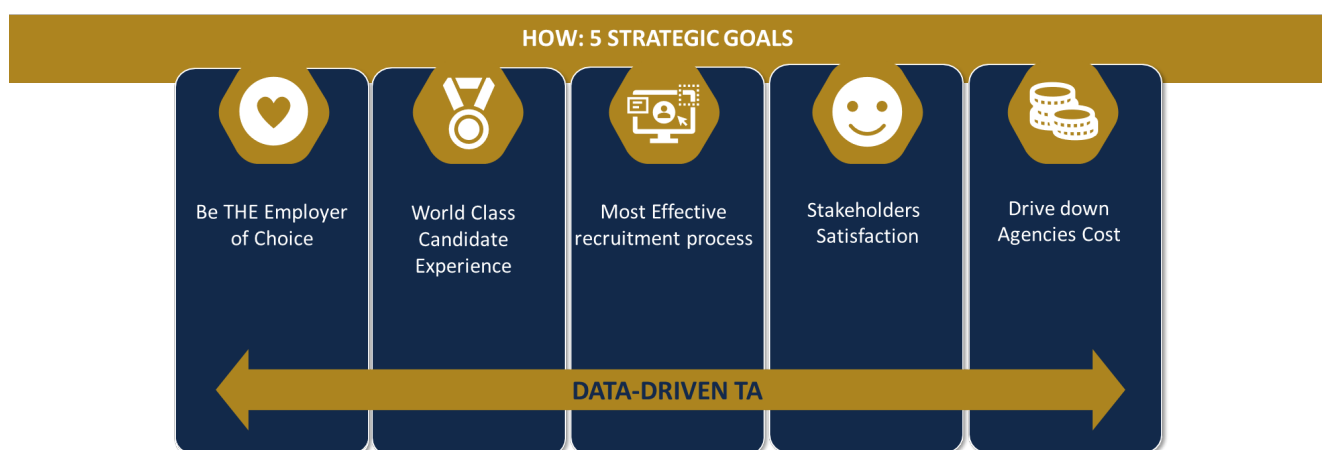 HOW: 5 STRATEGIC GOALS
Be THE Employer
of Choice
World Class
Candidate
Experience
Most Effective
recruitment process
Stakeholders
Satisfaction
Drive down
Agencies Cost
DATA-DRIVEN TA